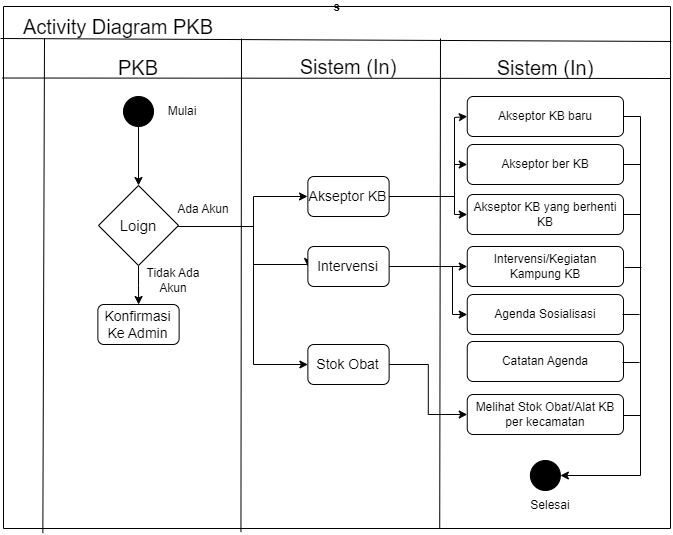 s
Activity Diagram PKB
PKB
Sistem (In)
Sistem (In)
Mulai
Loign
Ada Akun
Tidak Ada
Akun
Konfirmasi
Ke Admin
Akseptor KB
Intervensi
Stok Obat
Akseptor KB baru
Akseptor ber KB
Akseptor KB yang berhenti
KB
Intervensi/Kegiatan
Kampung KB
Agenda Sosialisasi
Catatan Agenda
Melihat Stok Obat/Alat KB
per kecamatan
Selesai